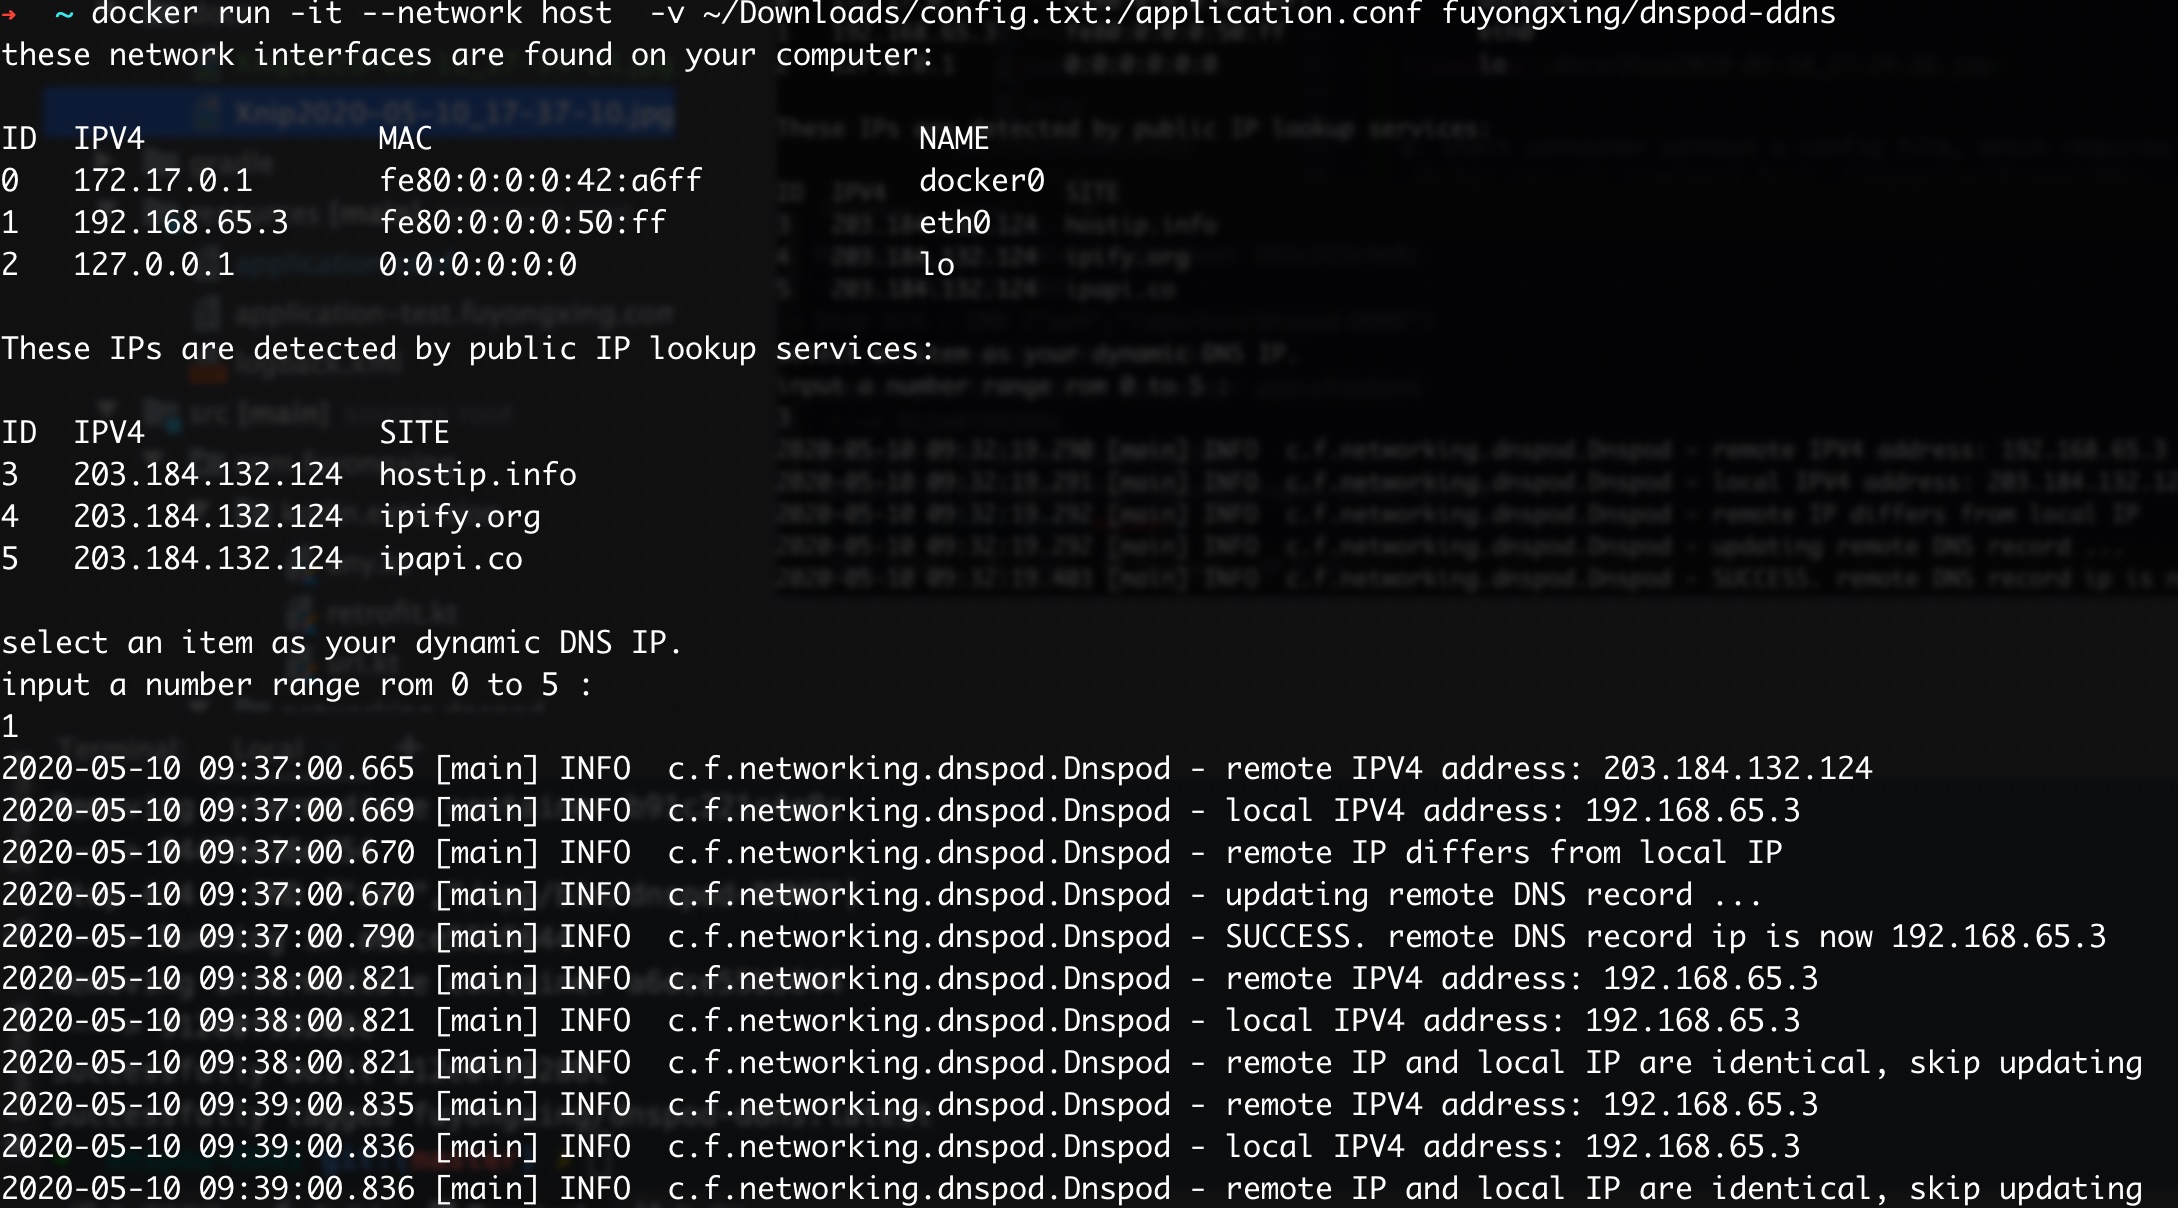 ➜  ~ docker run -it --network host  -v ~/Downloads/config.txt:/application.conf fuyongxing/dnspod-ddns
these network interfaces are found on your computer:
ID  IPV4             MAC                           NAME
0   172.17.0.1       fe80:0:0:0:42:a6ff            docker0
1   192.168.65.3     fe80:0:0:0:50:ff              eth0
2   127.0.0.1        0:0:0:0:0:0                   lo
These IPs are detected by public IP lookup services:
ID  IPV4             SITE
3   203.184.132.124  hostip.info
4   203.184.132.124  ipify.org
5   203.184.132.124  ipapi.co
select an item as your dynamic DNS IP.
input a number range rom 0 to 5 :
1
2020-05-10 09:37:00.665 [main] INFO  c.f.networking.dnspod.Dnspod - remote IPV4 address: 203.184.132.124
2020-05-10 09:37:00.669 [main] INFO  c.f.networking.dnspod.Dnspod - local IPV4 address: 192.168.65.3
2020-05-10 09:37:00.670 [main] INFO  c.f.networking.dnspod.Dnspod - remote IP differs from local IP
2020-05-10 09:37:00.670 [main] INFO  c.f.networking.dnspod.Dnspod - updating remote DNS record ...
2020-05-10 09:37:00.790 [main] INFO  c.f.networking.dnspod.Dnspod - SUCCESS. remote DNS record ip is now 192.168.65.3
2020-05-10 09:38:00.821 [main] INFO  c.f.networking.dnspod.Dnspod - remote IPV4 address: 192.168.65.3
2020-05-10 09:38:00.821 [main] INFO  c.f.networking.dnspod.Dnspod - local IPV4 address: 192.168.65.3
2020-05-10 09:38:00.821 [main] INFO  c.f.networking.dnspod.Dnspod - remote IP and local IP are identical, skip updating
2020-05-10 09:39:00.835 [main] INFO  c.f.networking.dnspod.Dnspod - remote IPV4 address: 192.168.65.3
2020-05-10 09:39:00.836 [main] INFO  c.f.networking.dnspod.Dnspod - local IPV4 address: 192.168.65.3
2020-05-10 09:39:00.836 [main] INFO  c.f.networking.dnspod.Dnspod - remote IP and local IP are identical, skip updating